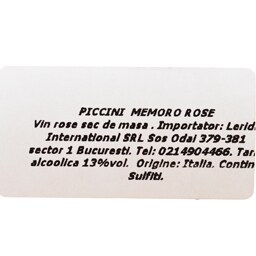 PICCINI MEMORO ROSE
Vin rose sec de masa . Importator: Lerid
International SRL Sos Odai 379-381
sector 1 Bucuresti. Tel: 0214904466. Tari
alcoolica 13%vol. Origine: Italia. Contin
Sulfiti.